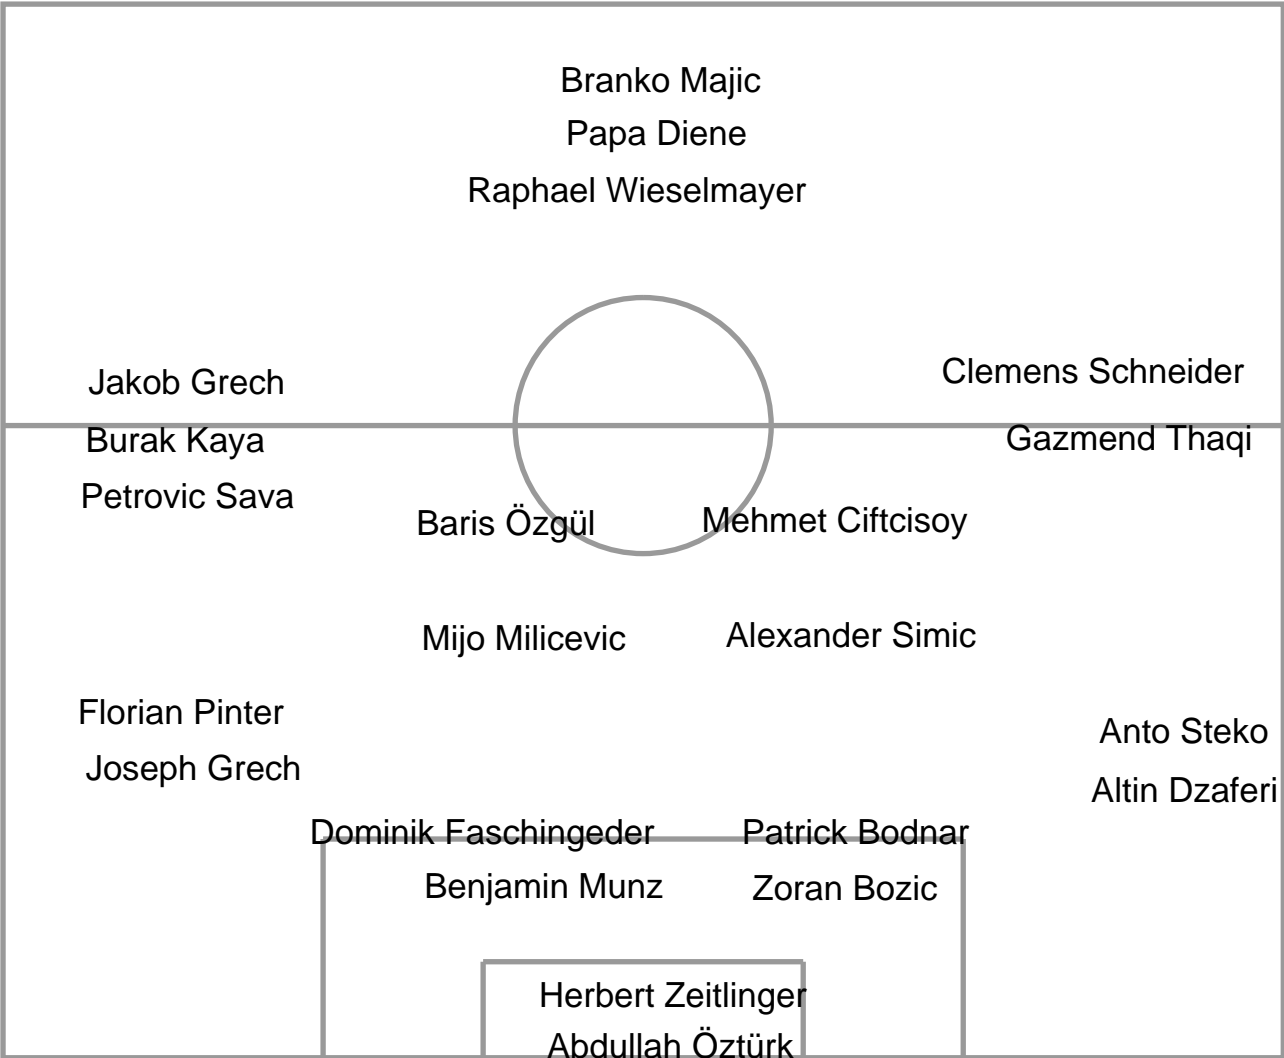 Branko Majic
Papa Diene
Raphael Wieselmayer
Clemens Schneider
Jakob Grech
Gazmend Thaqi
Burak Kaya
Petrovic Sava
Baris Özgül
Mehmet Ciftcisoy
Mijo Milicevic
Alexander Simic
Florian Pinter
Anto Steko
Joseph Grech
Altin Dzaferi
Dominik Faschingeder
Patrick Bodnar
Benjamin Munz
Zoran Bozic
Herbert Zeitlinger
Abdullah Öztürk